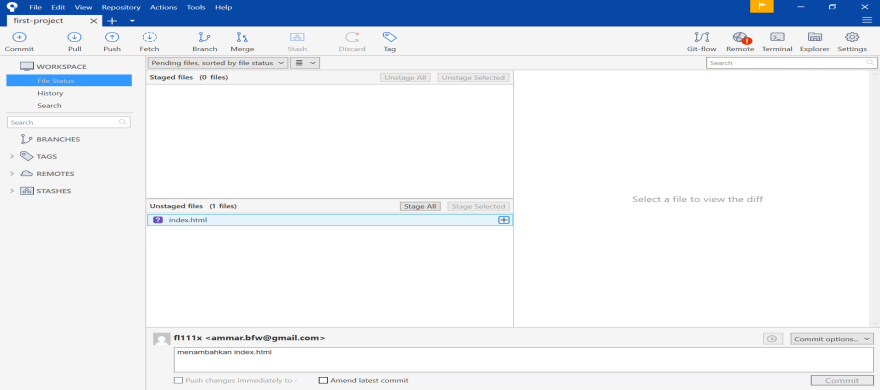 File Edit View Repository Actions Tools Help
first-project
Commit Pull Push Fetch Branch Merge Stash Discard Tag Git-flow Remote Terminal Explorer Settings
WORKSPACE
File Status
History
Search
Search
BRANCHES
TAGS
REMOTES
STASHES
Pending files, sorted by file status
Search
Staged files (0 files) Unstage All Unstage Selected
Unstaged files (1 files) Stage All Stage Selected
index.html
Select a file to view the diff
fl111x <ammar.bfw@gmail.com> Commit options...
menambahkan index.html
Push changes immediately to - Amend latest commit Commit